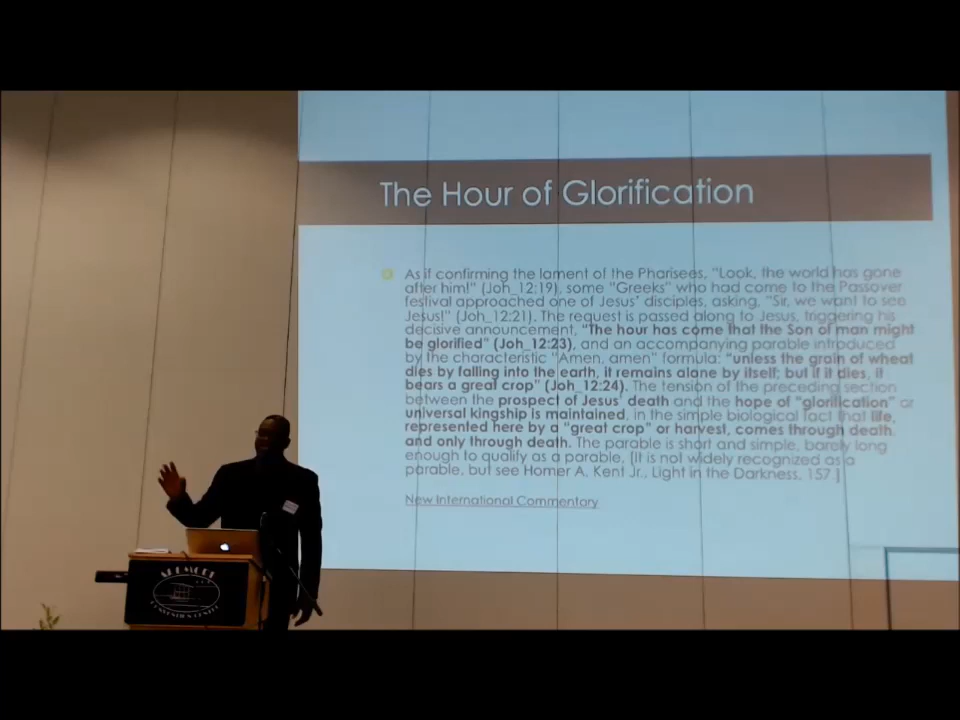 The Hour of Glorification
As if confirming the lament of the Pharisees, "Look, the world has gone
after him!" (Joh_12:19), some "Greeks" who had come to the Passover
festival approached one of Jesus' disciples, asking, "Sir, we want to see
Jesus!" (Joh_12:21). The request is passed along to Jesus, triggering his
decisive announcement, "The hour has come that the Son of man might
be glorified" (Joh_12:23), and an accompanying parable introduced
by the characteristic "Amen, amen" formula: "unless the grain of wheat
dies by falling into the earth, it remains alone by itself; but if it dies, it
bears a great crop" (Joh_12:24). The tension of the preceding section
between the prospect of Jesus' death and the hope of "glorification" or
universal kingship is maintained, in the simple biological fact that life,
represented here by a "great crop" or harvest, comes through death,
and only through death. The parable is short and simple, barely long
enough to qualify as a parable. [It is not widely recognized as a
parable, but see Homer A. Kent Jr., Light in the Darkness, 157 ]
New International Commentary
CONVENTION CENTRE